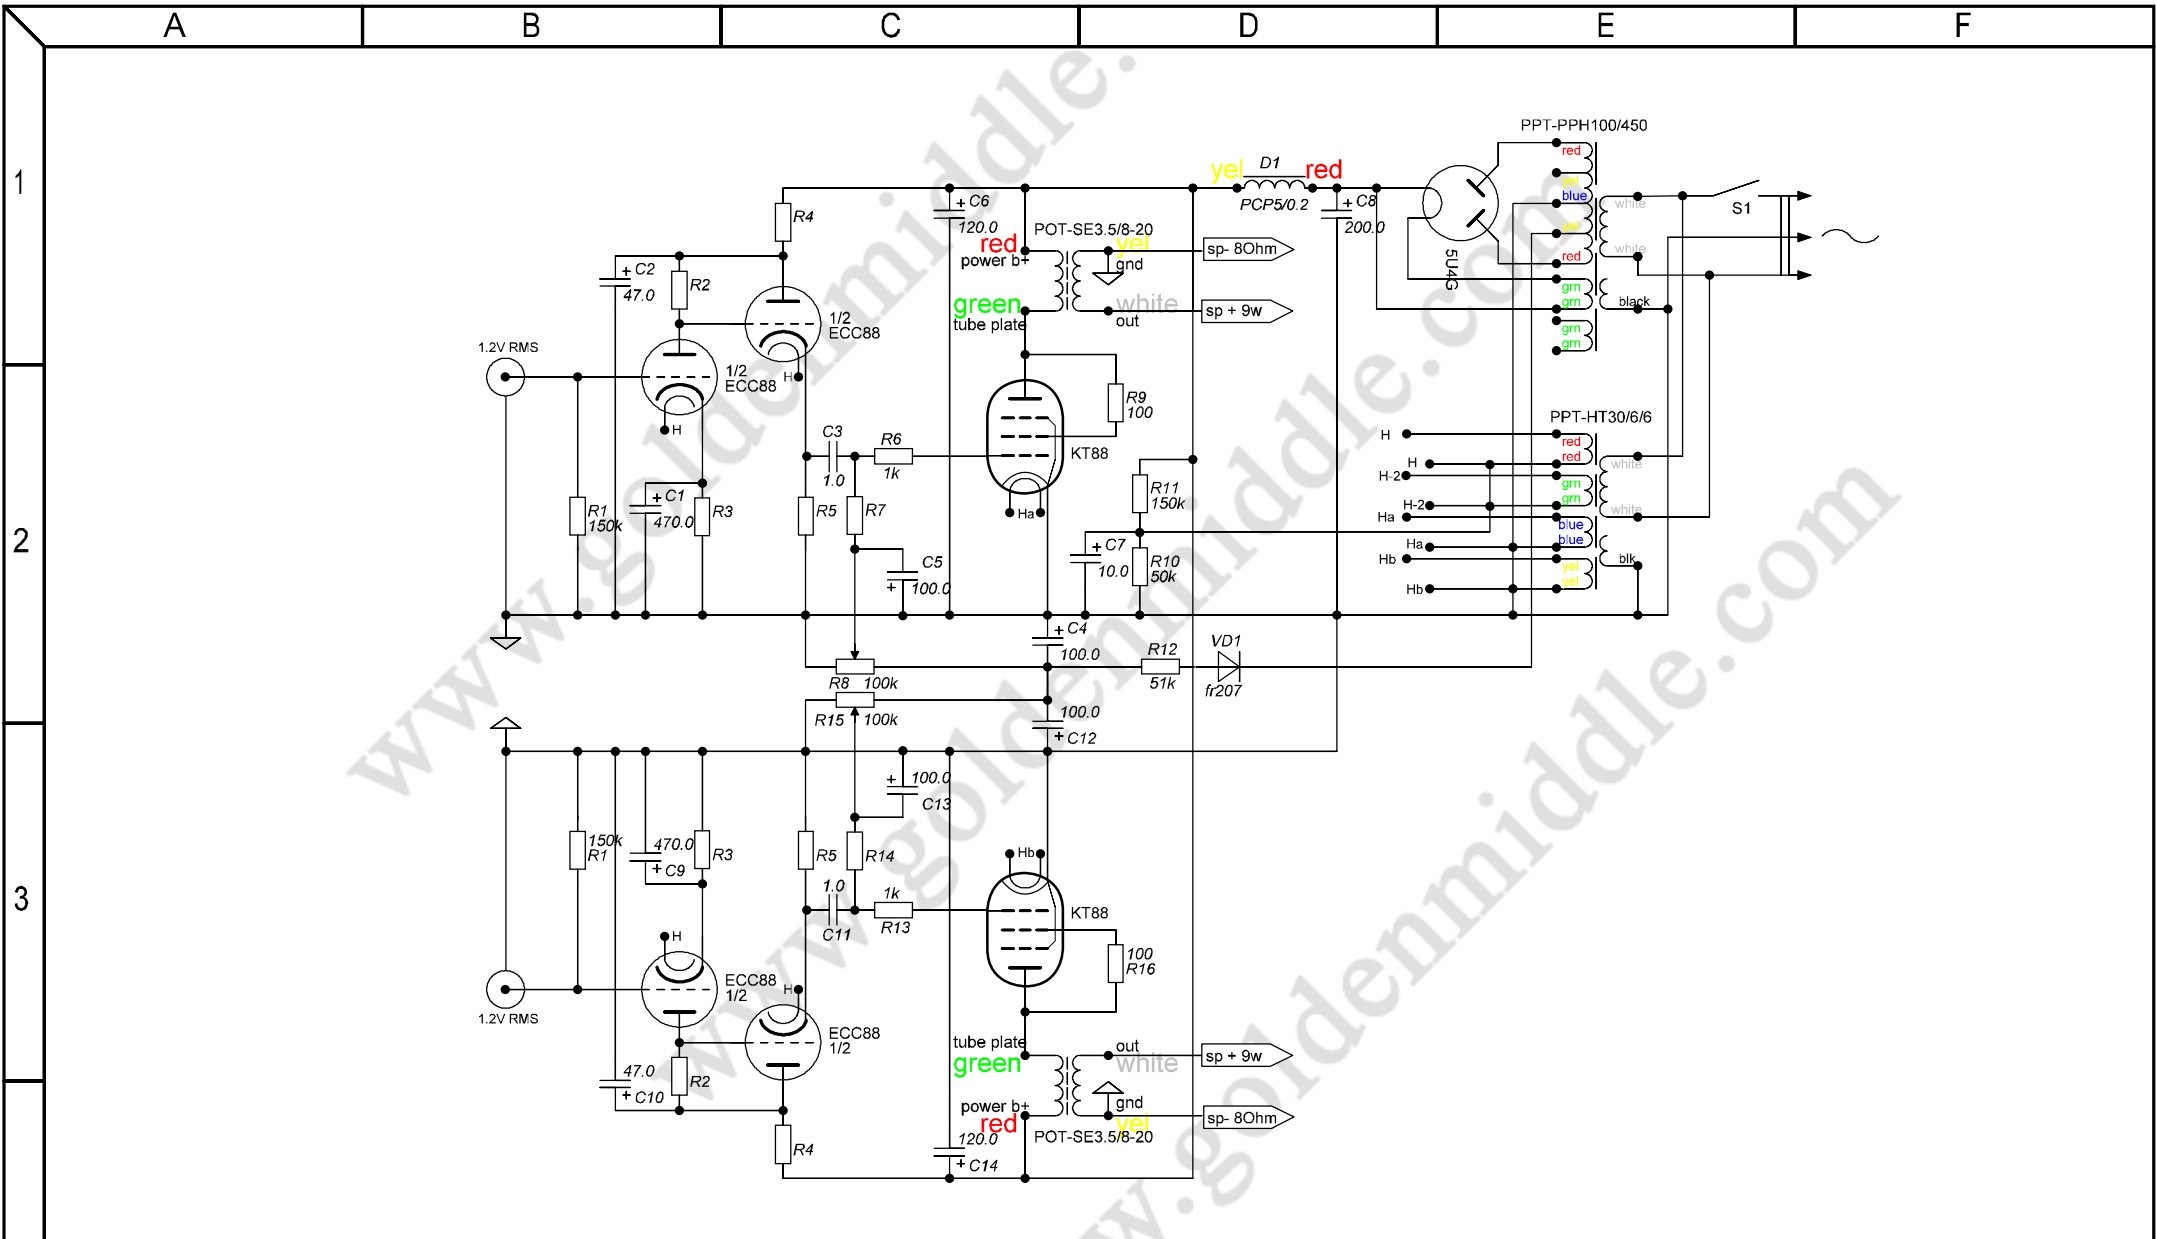 A B C D E F
1
2
3
PPT-PPH100/450
red
yel
blue
yel
red
grn
grn
grn
grn
white
white
black
S1
5U4G
yel D1 red
PCP5/0.2
+ C8
200.0
R4
+ C6
120.0
POT-SE3.5/8-20
red
power b+
yel
gnd
sp- 8Ohm
green
tube plate
white
out
sp + 9w
+ C2
47.0
R2
1/2
ECC88
H
1.2V RMS
1/2
ECC88
H
R9
100
KT88
Ha
C3
1.0
R6
1k
R1
150k
+ C1
470.0
R3
R5
R7
C5
+ 100.0
R11
150k
+ C7
10.0
R10
50k
PPT-HT30/6/6
H
H
H-2
H-2
Ha
Ha
Hb
Hb
red
red
grn
grn
blue
blue
yel
yel
white
white
blk
+ C4
100.0
R8 100k
R15 100k
R12
51k
VD1
fr207
100.0
+ C12
+ 100.0
C13
150k
R1
470.0
+ C9
R3
R5
R14
1.0
C11
1k
R13
Hb
KT88
100
R16
H
ECC88
1/2
1.2V RMS
H
ECC88
1/2
47.0
+ C10
R2
R4
tube plate
green
out
white
sp + 9w
power b+
red
gnd
yel
sp- 8Ohm
POT-SE3.5/8-20
120.0
+ C14
www.goldenmiddle.com
www.goldenmiddle.com
www.goldenmiddle.com